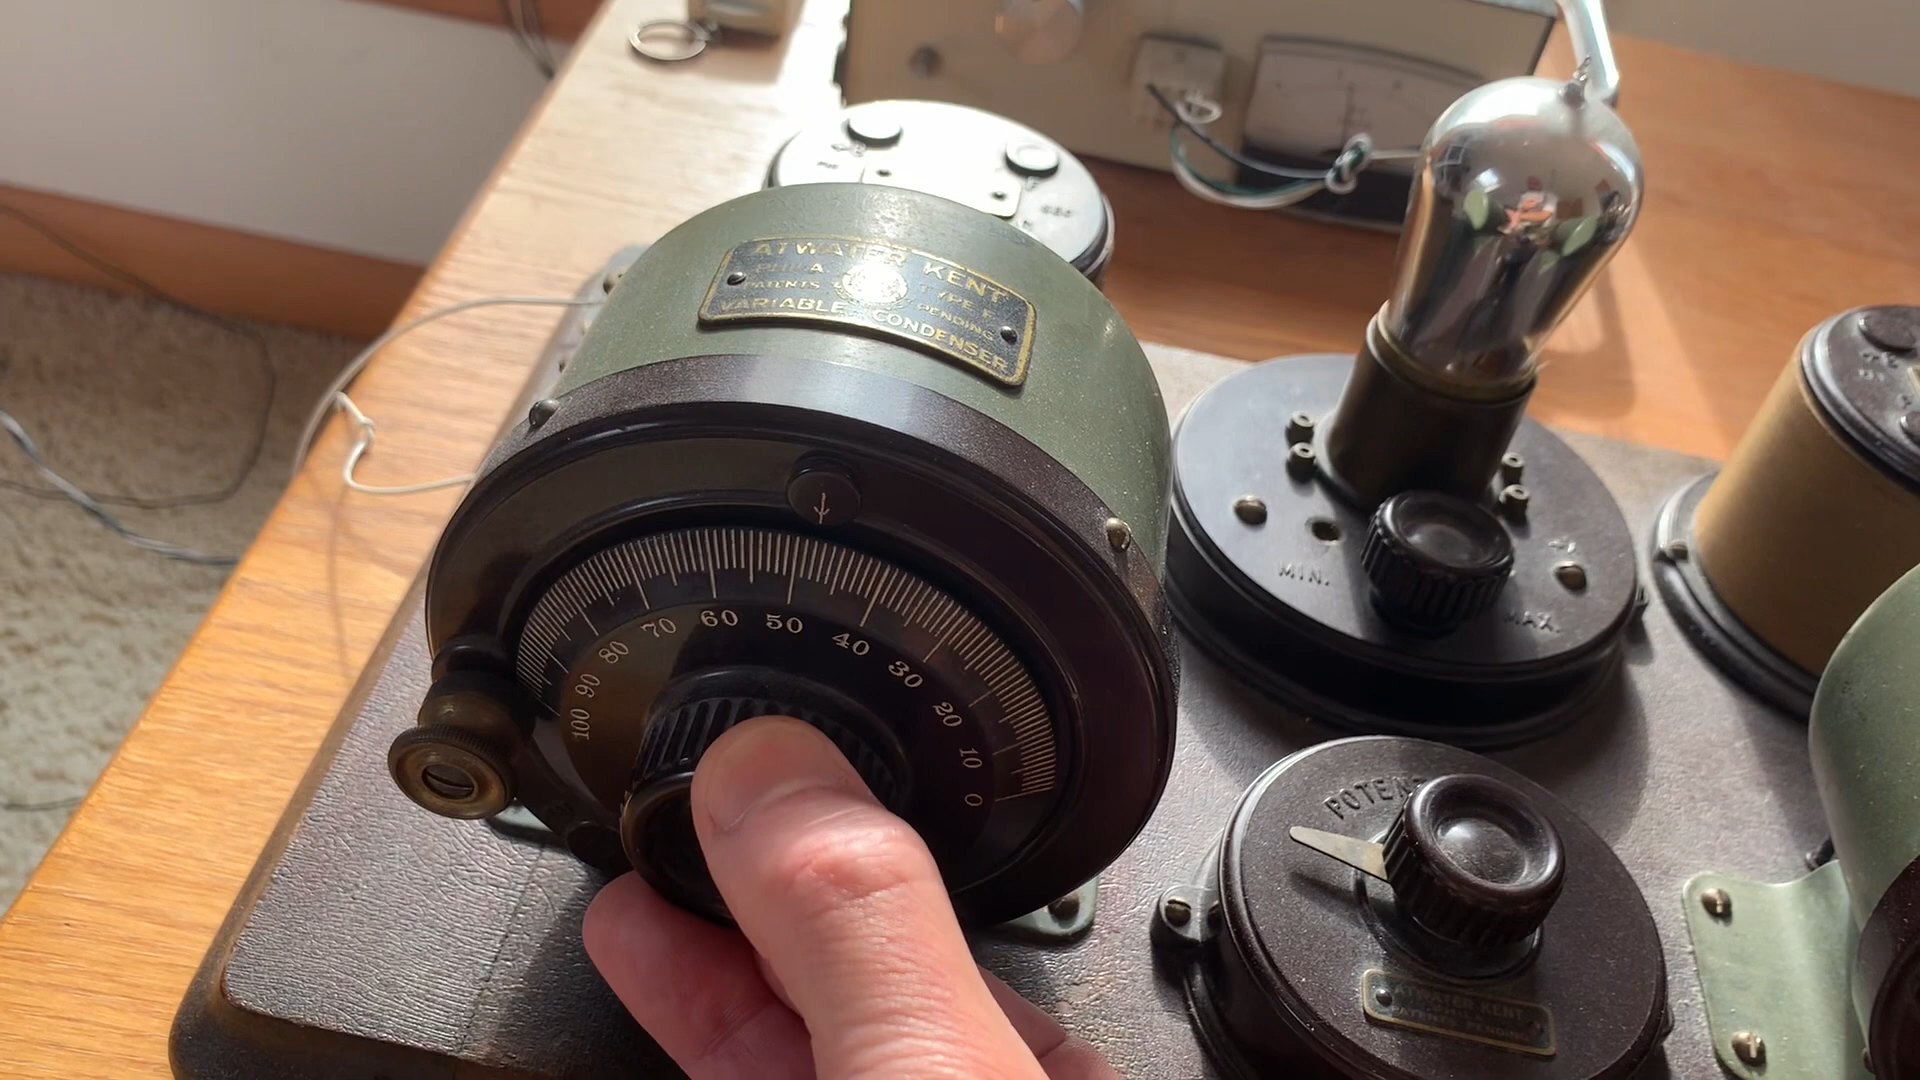 ATWATER KENT
PHILA.
TYPE E
PATENTS PENDING
VARIABLE CONDENSER
100 90 80 70 60 50 40 30 20 10 0
MIN. MAX.
ATWATER KENT
PATENTS PENDING